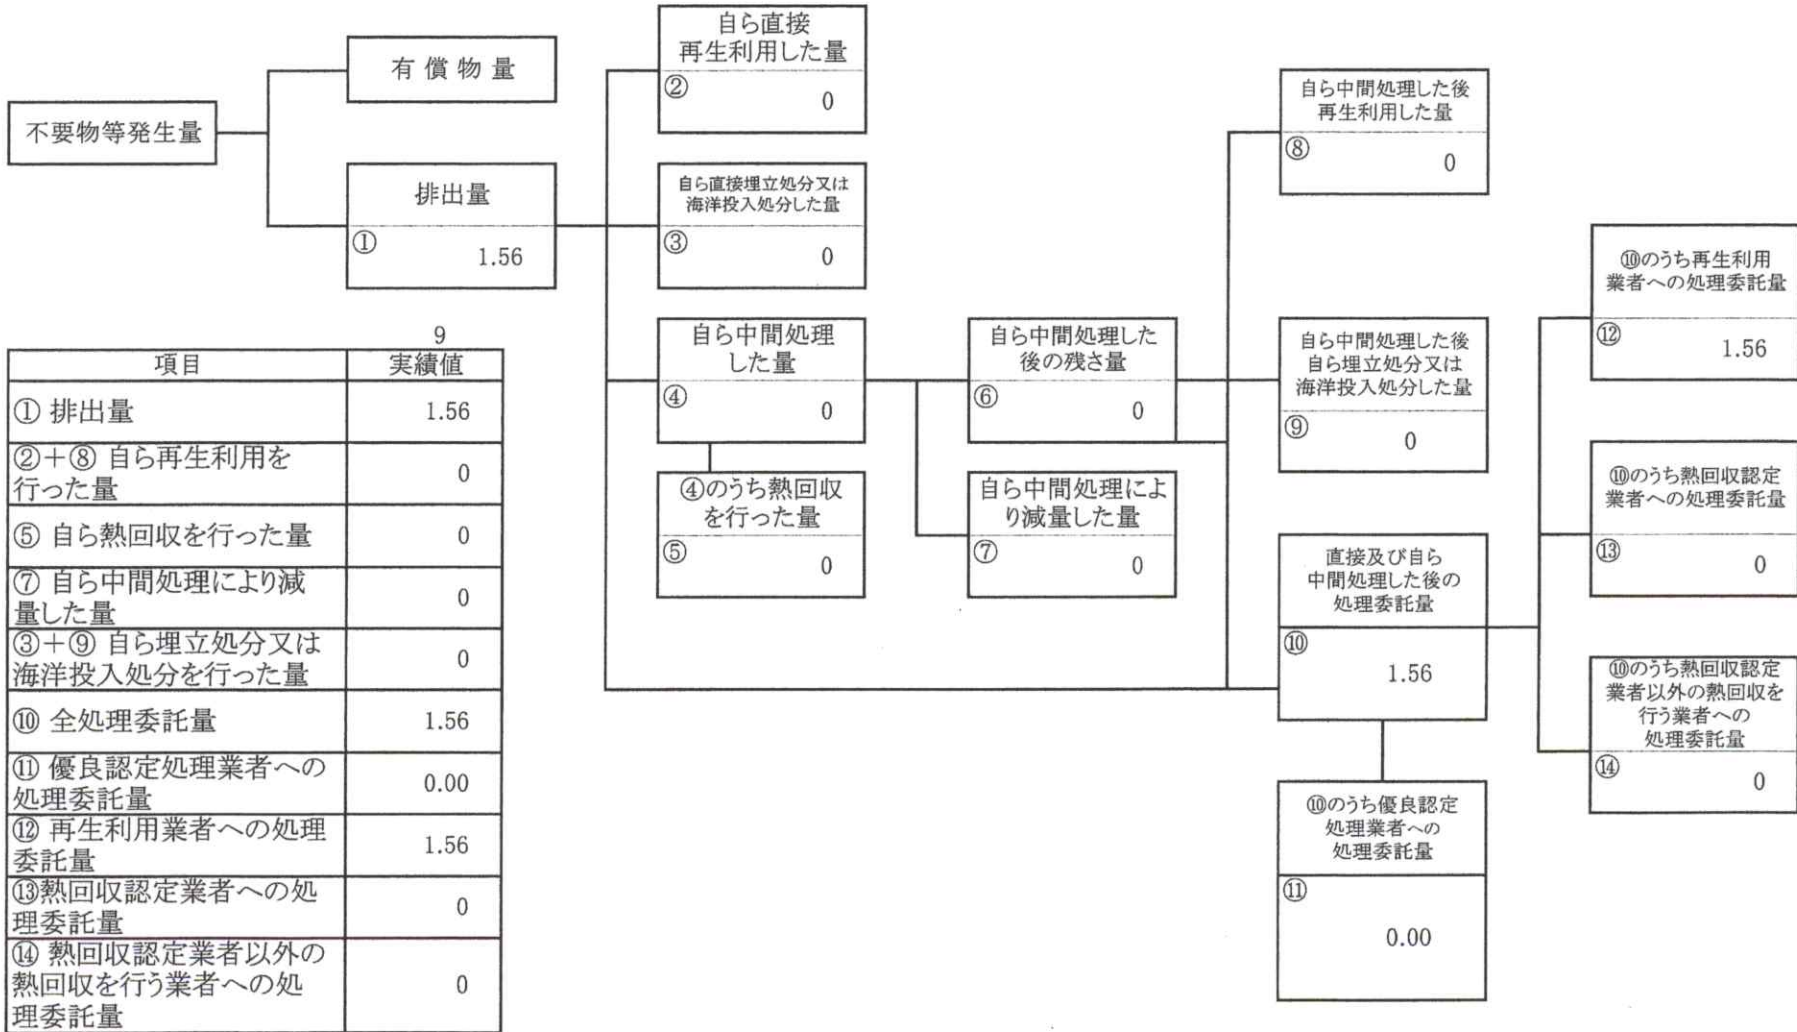 不要物等発生量
有償物量
排出量
①
1.56
自ら直接
再生利用した量
②
0
自ら直接埋立処分又は
海洋投入処分した量
③
0
自ら中間処理
した量
④
0
④のうち熱回収
を行った量
⑤
0
自ら中間処理した
後の残さ量
⑥
0
自ら中間処理によ
り減量した量
⑦
0
自ら中間処理した後
再生利用した量
⑧
0
自ら中間処理した後
自ら埋立処分又は
海洋投入処分した量
⑨
0
直接及び自ら
中間処理した後の
処理委託量
⑩
1.56
⑩のうち優良認定
処理業者への
処理委託量
⑪
0.00
⑩のうち再生利用
業者への処理委託量
⑫
1.56
⑩のうち熱回収認定
業者への処理委託量
⑬
0
⑩のうち熱回収認定
業者以外の熱回収を
行う業者への
処理委託量
⑭
0
9
項目 実績値
① 排出量 1.56
②+⑧ 自ら再生利用を
行った量 0
⑤ 自ら熱回収を行った量 0
⑦ 自ら中間処理により減
量した量 0
③+⑨ 自ら埋立処分又は
海洋投入処分を行った量 0
⑩ 全処理委託量 1.56
⑪ 優良認定処理業者への
処理委託量 0.00
⑫ 再生利用業者への処理
委託量 1.56
⑬熱回収認定業者への処
理委託量 0
⑭ 熱回収認定業者以外の
熱回収を行う業者への処
理委託量 0